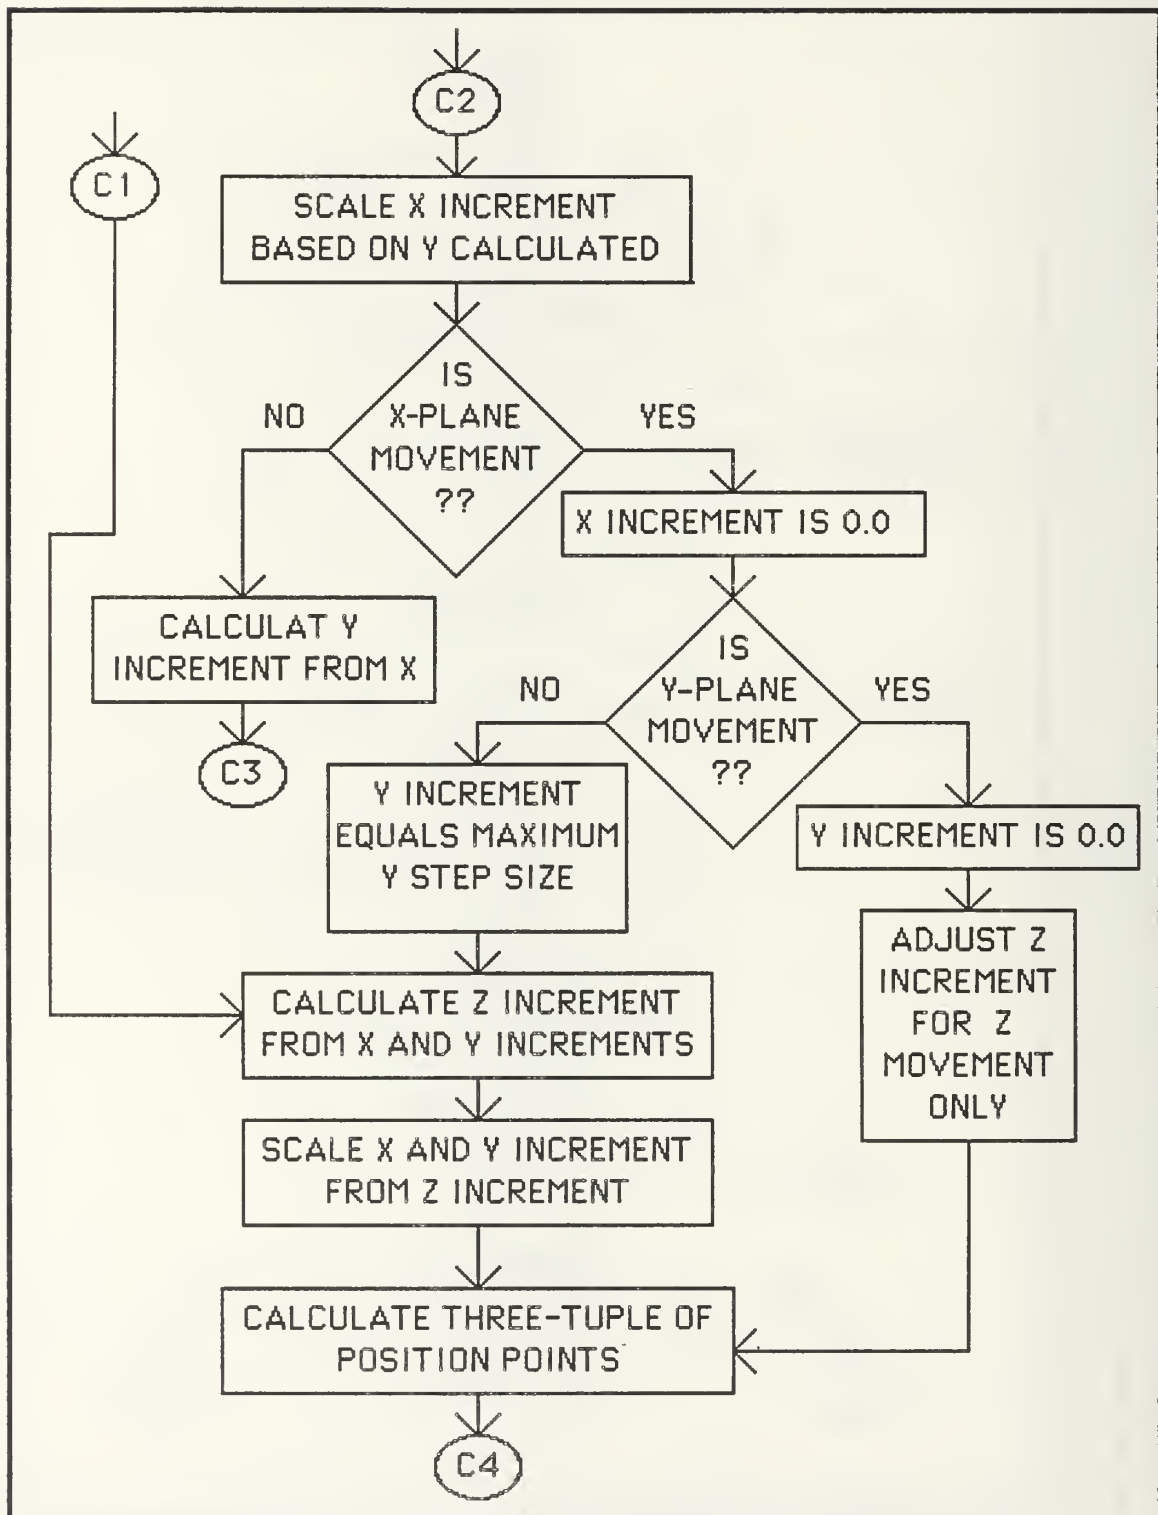 C2
C1
SCALE X INCREMENT
BASED ON Y CALCULATED
IS
X-PLANE
MOVEMENT
??
NO
YES
X INCREMENT IS 0.0
CALCULAT Y
INCREMENT FROM X
C3
IS
Y-PLANE
MOVEMENT
??
NO
YES
Y INCREMENT
EQUALS MAXIMUM
Y STEP SIZE
Y INCREMENT IS 0.0
ADJUST Z
INCREMENT
FOR Z
MOVEMENT
ONLY
CALCULATE Z INCREMENT
FROM X AND Y INCREMENTS
SCALE X AND Y INCREMENT
FROM Z INCREMENT
CALCULATE THREE-TUPLE OF
POSITION POINTS
C4